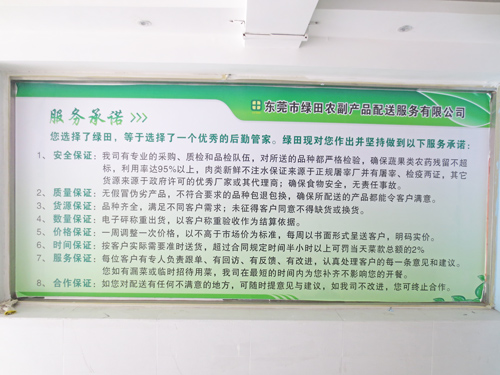 东莞市绿田农副产品配送服务有限公司
服务承诺 >>>
您选择了绿田，等于选择了一个优秀的后勤管家。绿田现对您作出并坚持做到以下服务承诺：
1、安全保证：我司有专业的采购、质检和品检队伍，对所送的品种都严格检验，确保蔬果类农药残留不超
标，利用率达95%以上，肉类新鲜不注水保证来源于正规屠宰厂并有屠宰、检疫两证，其它
货源来源于政府许可的优秀厂家或其代理商；确保食物安全，无责任事故。
2、质量保证：无假冒伪劣产品，不符合要求的品种包退包换，确保所配送的产品都能令客户满意。
3、货源保证：品种齐全，满足不同客户需求；未征得客户同意不得缺货或换货。
4、数量保证：电子磅称重出货，以客户称重验收作为结算依据。
5、价格保证：一周调整一次价格，以不高于市场价为标准，每周以书面形式呈送客户，明码实价。
6、时间保证：按客户实际需要准时送货，超过合同规定时间半小时以上可罚当天菜款总额的2%
7、服务保证：每位客户有专人负责跟单、有回访、有反馈、有改进，认真处理客户的每一条意见和建议。
您如有漏菜或临时招待用菜，我司在最短的时间内为您补齐不影响您的开餐。
8、合作保证：如您对配送有任何不满意的地方，可随时提意见与建议，如我司不改进，您可终止合作。